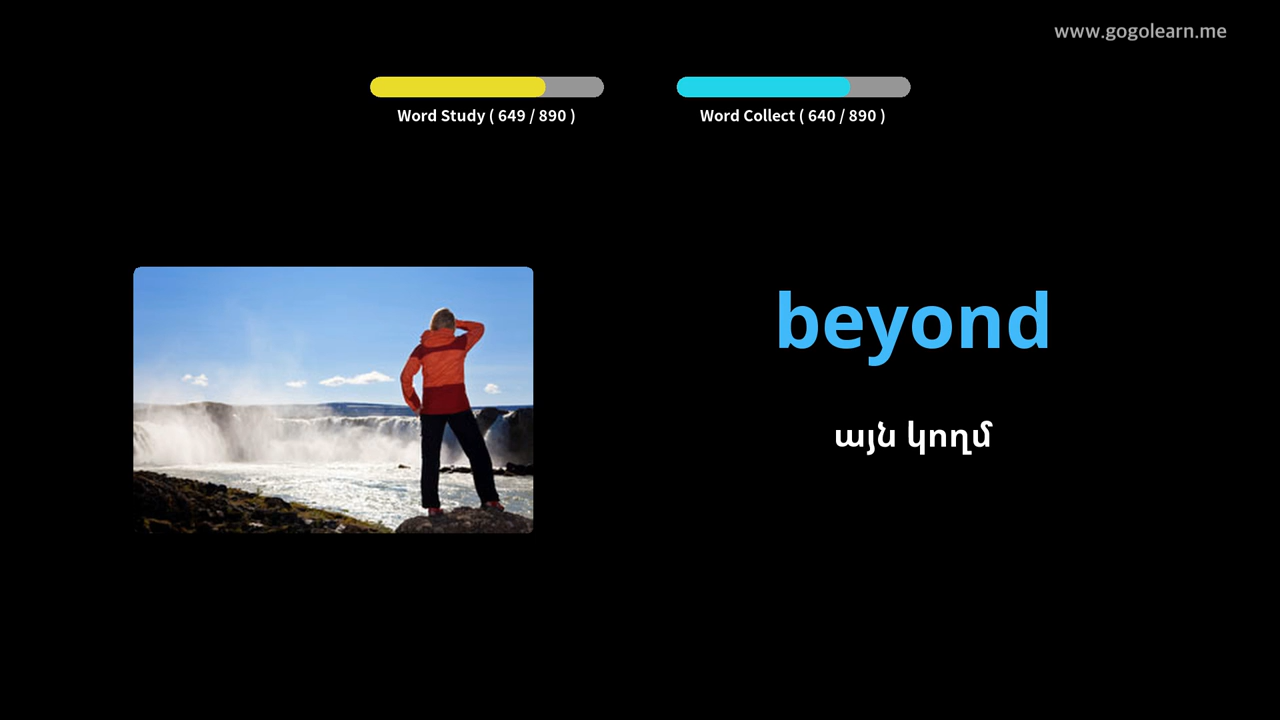 www.gogolearn.me
Word Study ( 649 / 890 )
Word Collect ( 640 / 890 )
beyond
այն կողմ